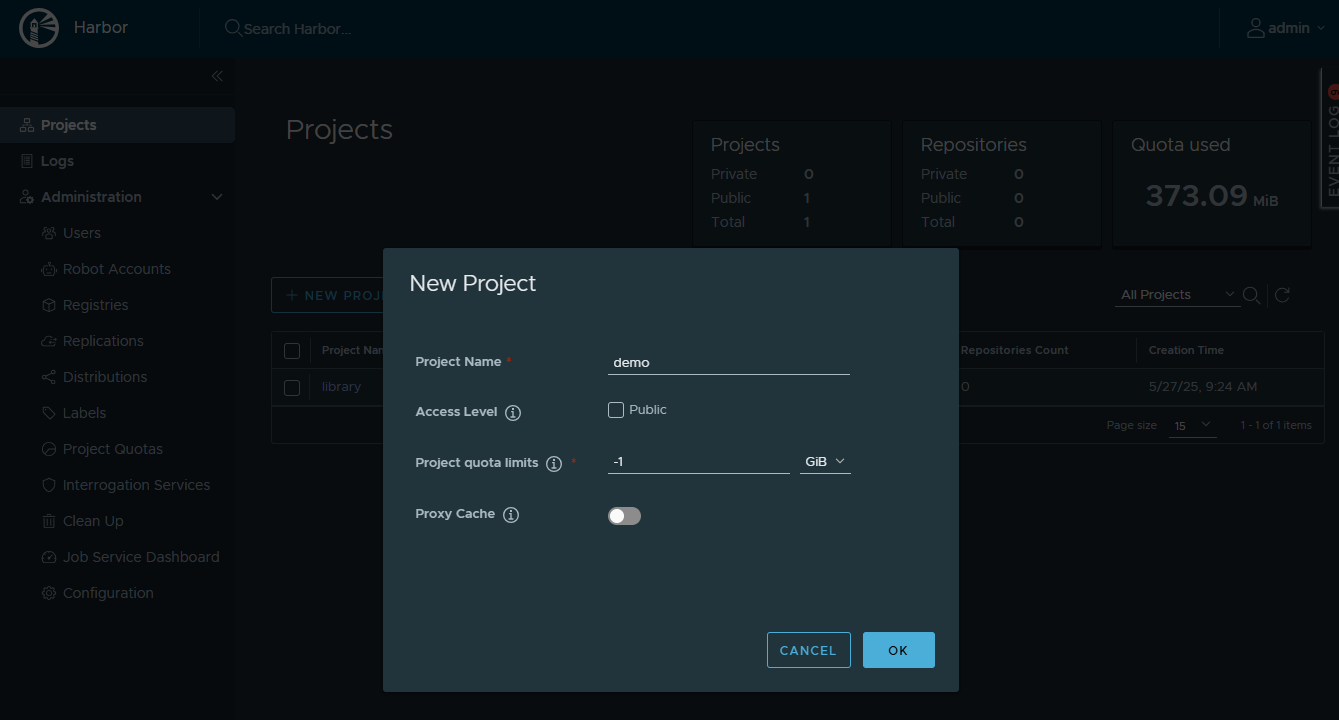 Harbor
Search Harbor...
admin
EVENT LOG
Projects
Logs
Administration
Users
Robot Accounts
Registries
Replications
Distributions
Labels
Project Quotas
Interrogation Services
Clean Up
Job Service Dashboard
Configuration
Projects
Projects
Private 0
Public 1
Total 1
Repositories
Private 0
Public 0
Total 0
Quota used
373.09 MiB
+ NEW PROJ
All Projects
Project Nam
Repositories Count
Creation Time
library
0
5/27/25, 9:24 AM
Page size 15
1 - 1 of 1 items
New Project
Project Name *
demo
Access Level
Public
Project quota limits *
-1
GiB
Proxy Cache
CANCEL
OK